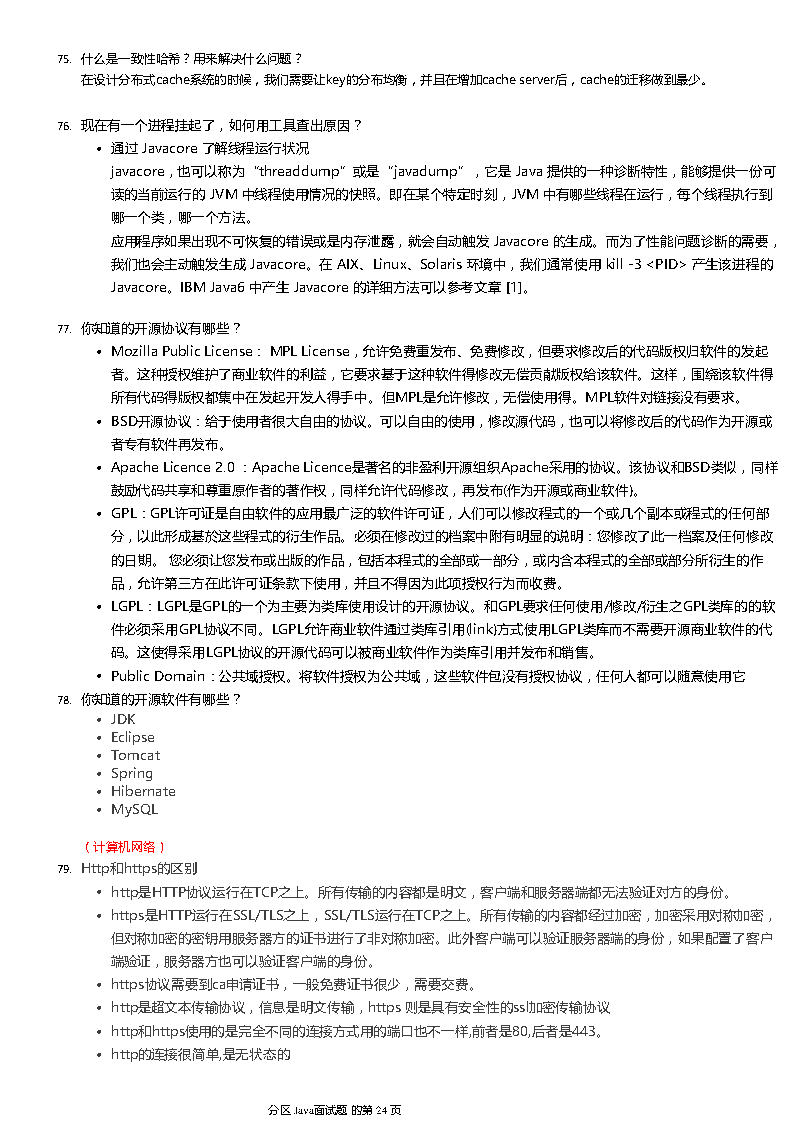 75. 什么是一致性哈希？用来解决什么问题？
在设计分布式cache系统的时候，我们需要让key的分布均衡，并且在增加cache server后，cache的迁移做到最少。
76. 现在有一个进程挂起了，如何用工具查出原因？
• 通过 Javacore 了解线程运行状况
javacore，也可以称为“threaddump”或是“javadump”，它是 Java 提供的一种诊断特性，能够提供一份可
读的当前运行的 JVM 中线程使用情况的快照。即在某个特定时刻，JVM 中有哪些线程在运行，每个线程执行到
哪一个类，哪一个方法。
应用程序如果出现不可恢复的错误或是内存泄露，就会自动触发 Javacore 的生成。而为了性能问题诊断的需要，
我们也会主动触发生成 Javacore。在 AIX、Linux、Solaris 环境中，我们通常使用 kill -3 <PID> 产生该进程的
Javacore。IBM Java6 中产生 Javacore 的详细方法可以参考文章 [1]。
77. 你知道的开源协议有哪些？
• Mozilla Public License： MPL License，允许免费重发布、免费修改，但要求修改后的代码版权归软件的发起
者。这种授权维护了商业软件的利益，它要求基于这种软件得修改无偿贡献版权给该软件。这样，围绕该软件得
所有代码得版权都集中在发起开发人得手中。但MPL是允许修改，无偿使用得。MPL软件对链接没有要求。
• BSD开源协议：给于使用者很大自由的协议。可以自由的使用，修改源代码，也可以将修改后的代码作为开源或
者专有软件再发布。
• Apache Licence 2.0 ：Apache Licence是著名的非盈利开源组织Apache采用的协议。该协议和BSD类似，同样
鼓励代码共享和尊重原作者的著作权，同样允许代码修改，再发布(作为开源或商业软件)。
• GPL：GPL许可证是自由软件的应用最广泛的软件许可证，人们可以修改程式的一个或几个副本或程式的任何部
分，以此形成基於这些程式的衍生作品。必须在修改过的档案中附有明显的说明：您修改了此一档案及任何修改
的日期。 您必须让您发布或出版的作品，包括本程式的全部或一部分，或内含本程式的全部或部分所衍生的作
品，允许第三方在此许可证条款下使用，并且不得因为此项授权行为而收费。
• LGPL：LGPL是GPL的一个为主要为类库使用设计的开源协议。和GPL要求任何使用/修改/衍生之GPL类库的的软
件必须采用GPL协议不同。LGPL允许商业软件通过类库引用(link)方式使用LGPL类库而不需要开源商业软件的代
码。这使得采用LGPL协议的开源代码可以被商业软件作为类库引用并发布和销售。
• Public Domain：公共域授权。将软件授权为公共域，这些软件包没有授权协议，任何人都可以随意使用它
78. 你知道的开源软件有哪些？
• JDK
• Eclipse
• Tomcat
• Spring
• Hibernate
• MySQL
（计算机网络）
79. Http和https的区别
• http是HTTP协议运行在TCP之上。所有传输的内容都是明文，客户端和服务器端都无法验证对方的身份。
• https是HTTP运行在SSL/TLS之上，SSL/TLS运行在TCP之上。所有传输的内容都经过加密，加密采用对称加密，
但对称加密的密钥用服务器方的证书进行了非对称加密。此外客户端可以验证服务器端的身份，如果配置了客户
端验证，服务器方也可以验证客户端的身份。
• https协议需要到ca申请证书，一般免费证书很少，需要交费。
• http是超文本传输协议，信息是明文传输，https 则是具有安全性的ssl加密传输协议
• http和https使用的是完全不同的连接方式用的端口也不一样,前者是80,后者是443。
• http的连接很简单,是无状态的
分区 Java面试题 的第 24 页